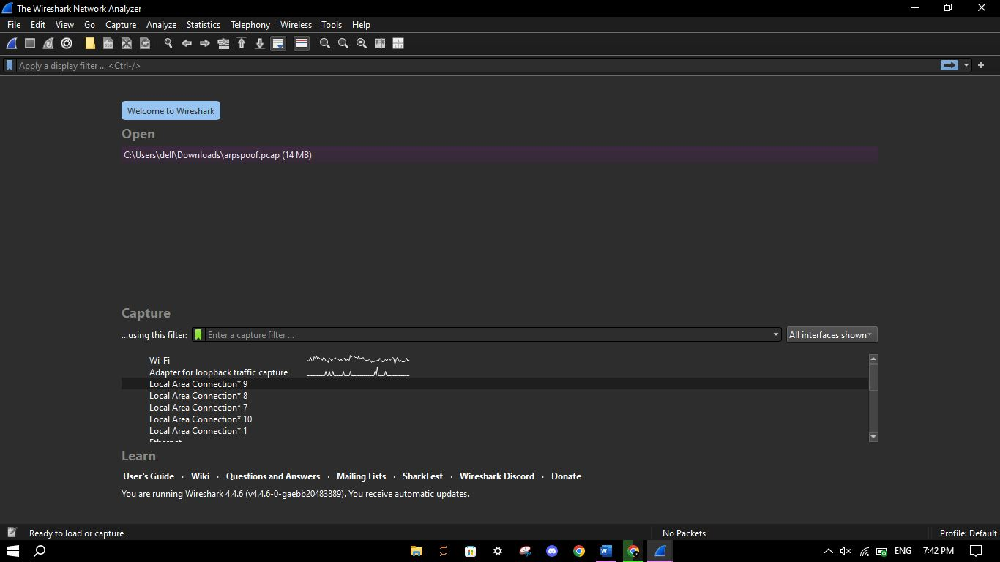 The Wireshark Network Analyzer
File Edit View Go Capture Analyze Statistics Telephony Wireless Tools Help
Apply a display filter ... <Ctrl-/>
Welcome to Wireshark
Open
C:\Users\dell\Downloads\arpspoof.pcap (14 MB)
Capture
...using this filter: Enter a capture filter ... All interfaces shown
Wi-Fi
Adapter for loopback traffic capture
Local Area Connection* 9
Local Area Connection* 8
Local Area Connection* 7
Local Area Connection* 10
Local Area Connection* 1
Ethernet
Learn
User's Guide · Wiki · Questions and Answers · Mailing Lists · SharkFest · Wireshark Discord · Donate
You are running Wireshark 4.4.6 (v4.4.6-0-gaebb20483889). You receive automatic updates.
Ready to load or capture No Packets Profile: Default
ENG 7:42 PM